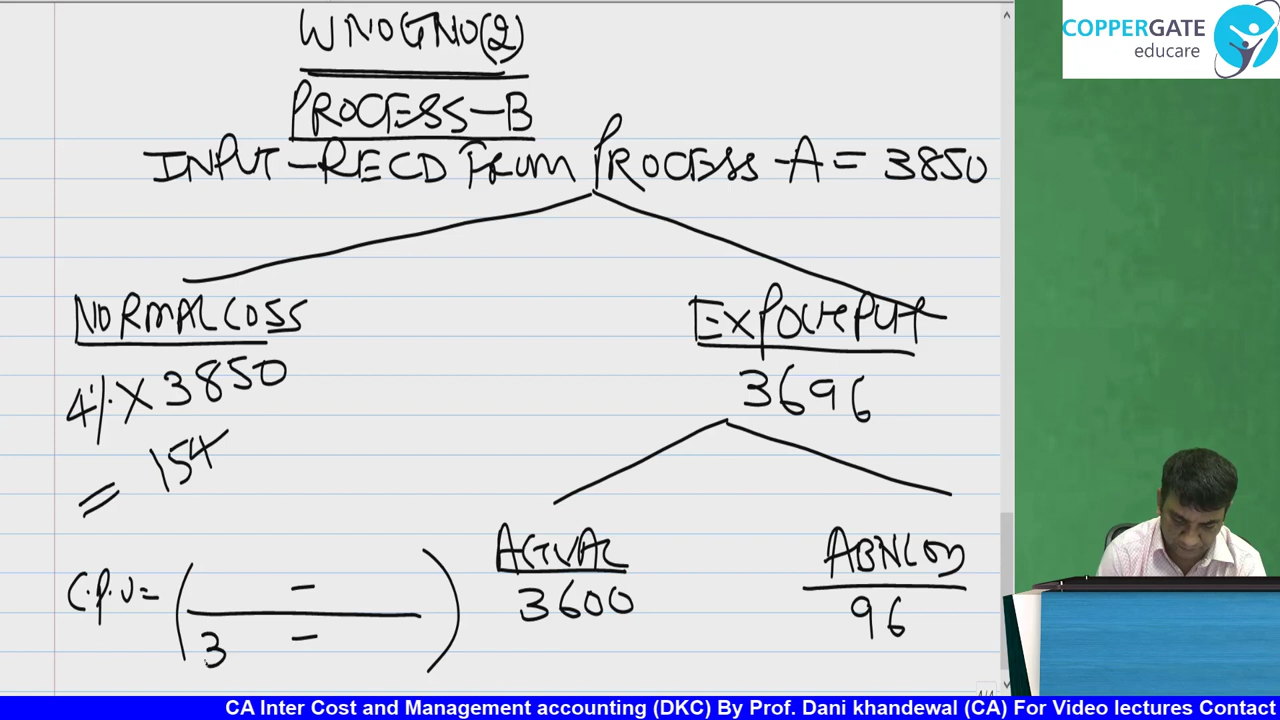 COPPERGATE
educare
WNOGNO(2)
PROCESS-B
INPUT-RECD FROM PROCESS-A = 3850
NORMAL LOSS
4% X 3850
= 154
EXP OUTPUT
3696
ACTUAL
3600
ABN LOSS
96
C.P.U = ( - / 3 - )
CA Inter Cost and Management accounting (DKC) By Prof. Dani khandewal (CA) For Video lectures Contact